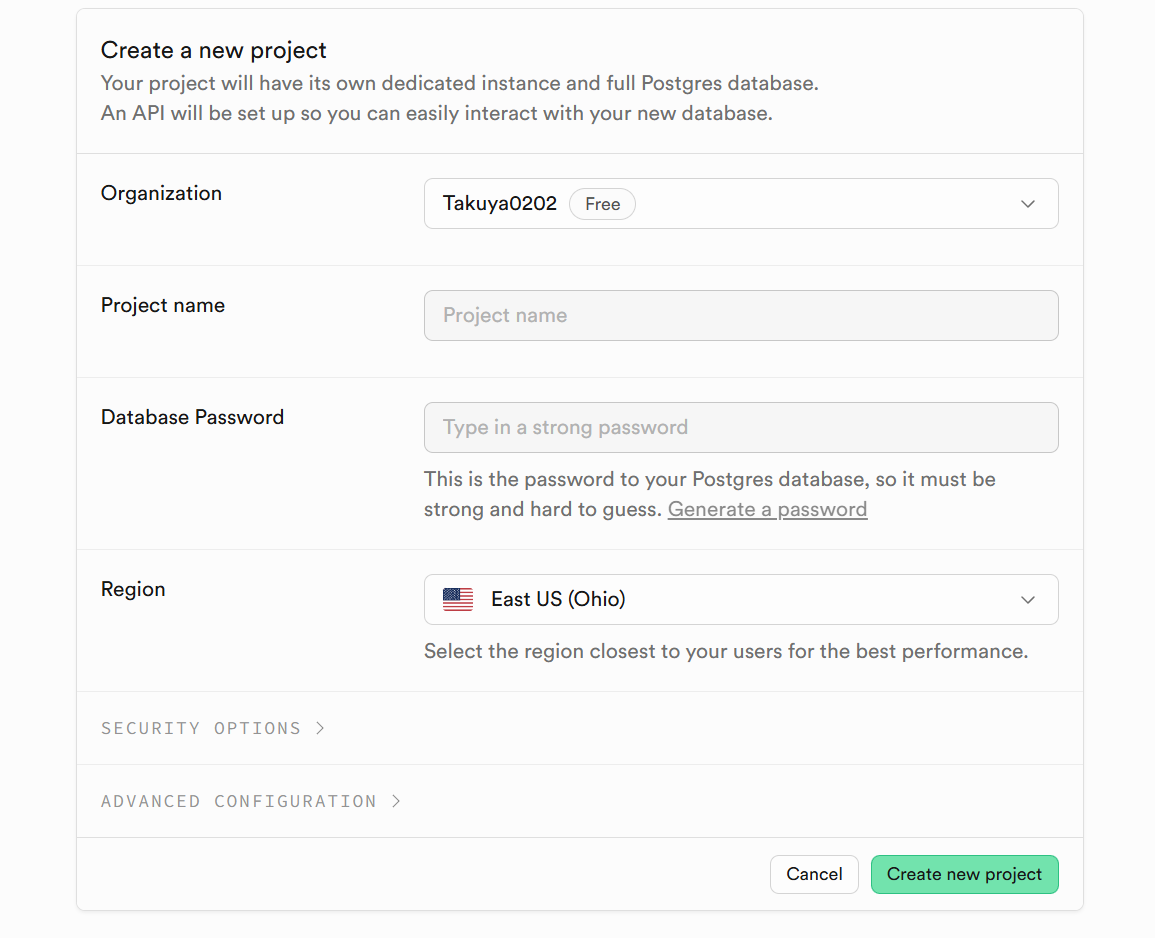 Create a new project
Your project will have its own dedicated instance and full Postgres database.
An API will be set up so you can easily interact with your new database.
Organization
Takuya0202 Free
Project name
Project name
Database Password
Type in a strong password
This is the password to your Postgres database, so it must be
strong and hard to guess. Generate a password
Region
East US (Ohio)
Select the region closest to your users for the best performance.
SECURITY OPTIONS
ADVANCED CONFIGURATION
Cancel
Create new project